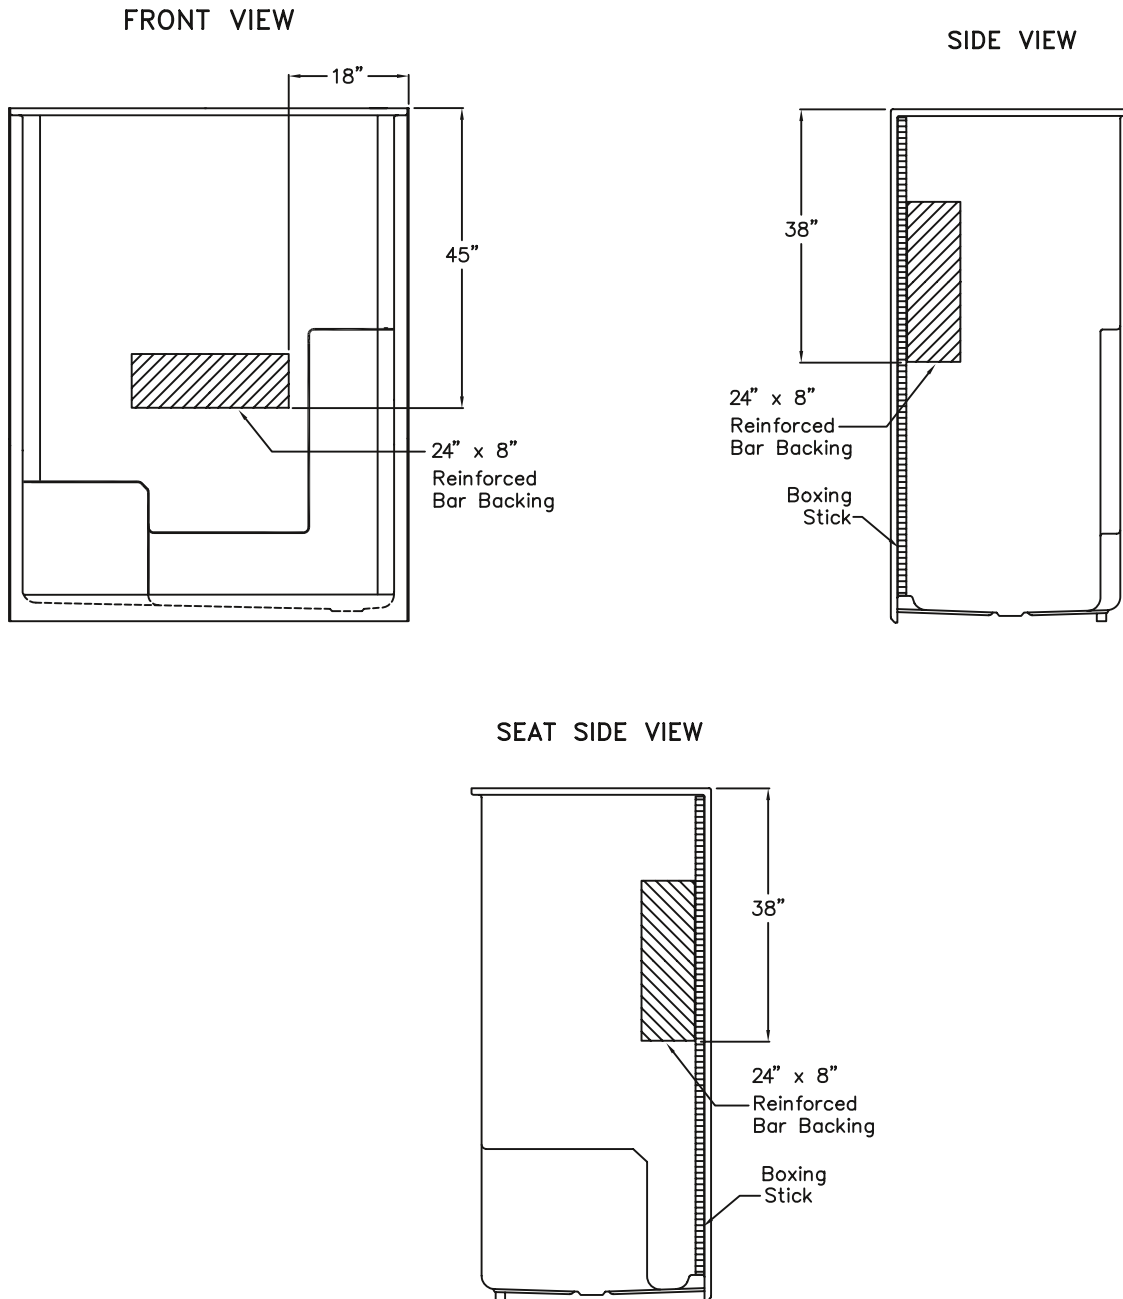 FRONT VIEW
18”
45”
24” x 8”
Reinforced
Bar Backing
SIDE VIEW
38”
24” x 8”
Reinforced
Bar Backing
Boxing
Stick
SEAT SIDE VIEW
38”
24” x 8”
Reinforced
Bar Backing
Boxing
Stick